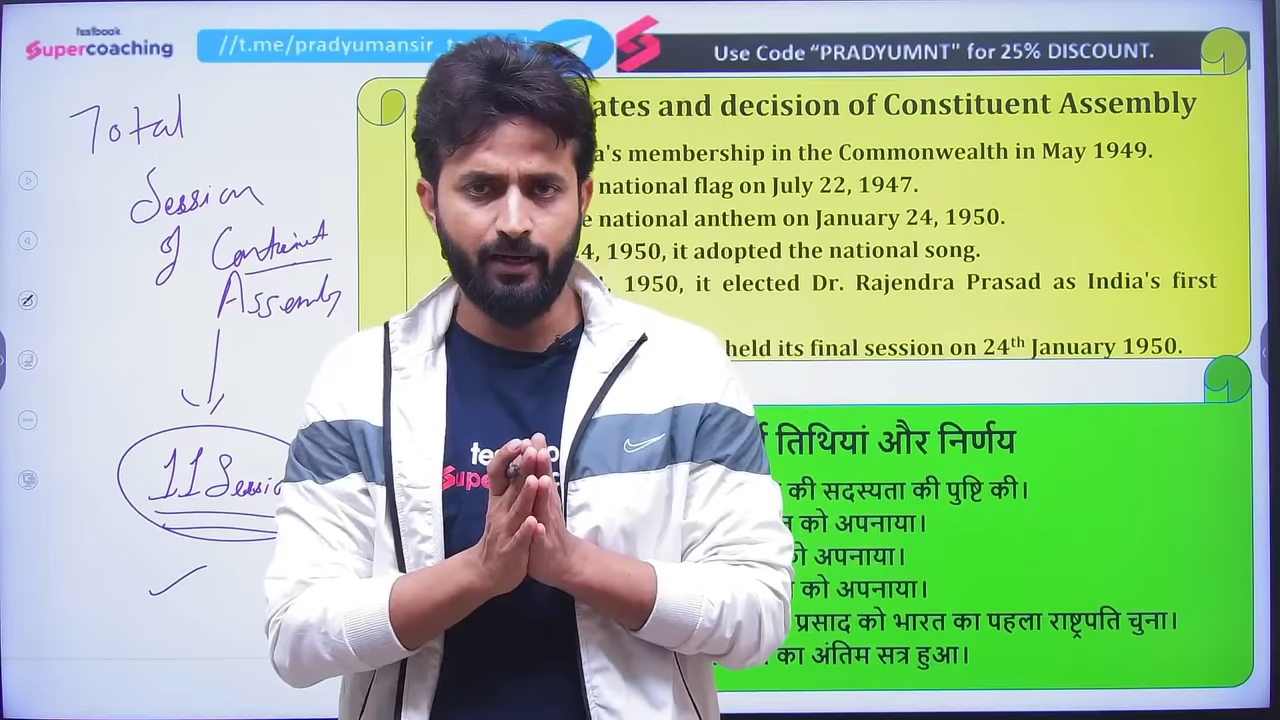 testbook
Supercoaching
//t.me/pradyumansir_t
Use Code “PRADYUMNT" for 25% DISCOUNT.
Total
Session
of
Assembly
11 Sessio
ates and decision of Constituent Assembly
a's membership in the Commonwealth in May 1949.
national flag on July 22, 1947.
e national anthem on January 24, 1950.
4, 1950, it adopted the national song.
1950, it elected Dr. Rajendra Prasad as India's first
held its final session on 24th January 1950.
तिथियां और निर्णय
की सदस्यता की पुष्टि की।
को अपनाया।
को अपनाया।
को अपनाया।
प्रसाद को भारत का पहला राष्ट्रपति चुना।
का अंतिम सत्र हुआ।